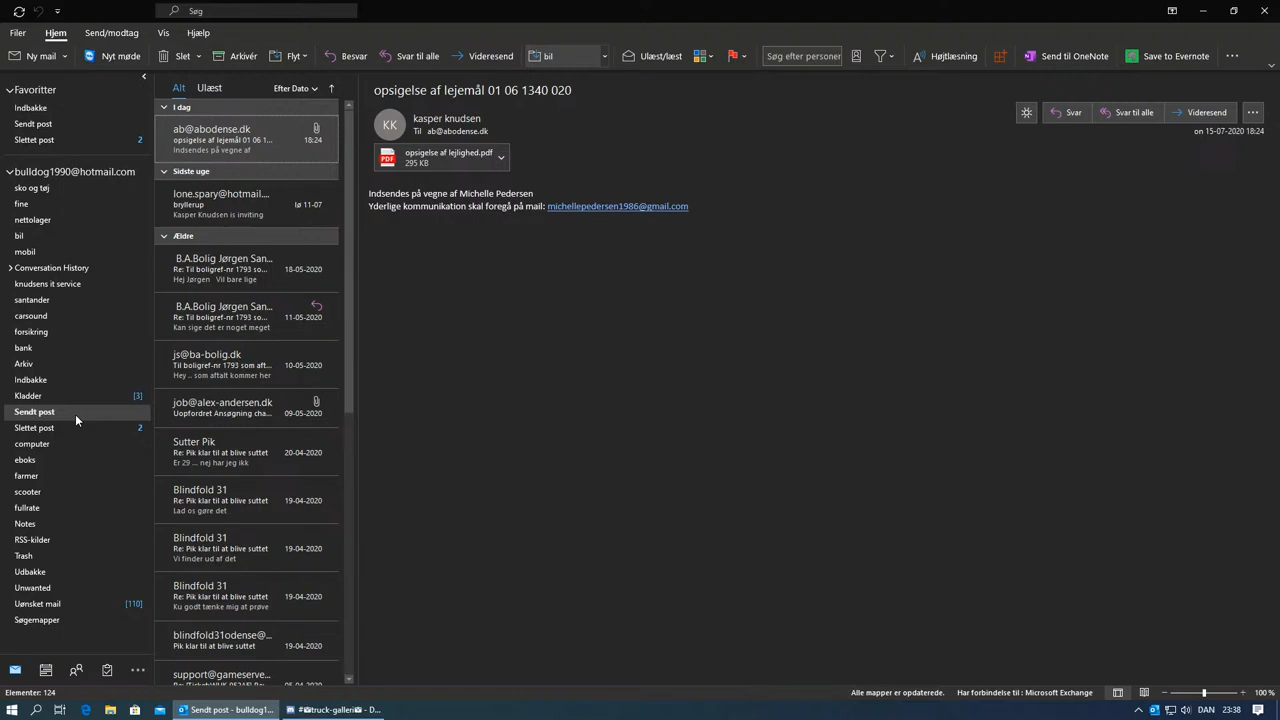 Søg
Filer
Hjem
Send/modtag
Vis
Hjælp
Ny mail
Nyt møde
Slet
Arkivér
Flyt
Besvar
Svar til alle
Videresend
bil
Ulæst/læst
Søg efter personer
Højtlæsning
Send til OneNote
Save to Evernote
Favoritter
Indbakke
Sendt post
Slettet post 2
bulldog1990@hotmail.com
sko og tøj
fine
nettolager
bil
mobil
Conversation History
knudsens it service
santander
carsound
forsikring
bank
Arkiv
Indbakke
Kladder [3]
Sendt post
Slettet post 2
computer
eboks
farmer
scooter
fullrate
Notes
RSS-kilder
Trash
Udbakke
Unwanted
Uønsket mail [110]
Søgemapper
Alt Ulæst Efter Dato
I dag
ab@abodense.dk
opsigelse af lejemål 01 06 1... 18:24
Indsendes på vegne af
Sidste uge
lone.spary@hotmail....
bryllerup lø 11-07
Kasper Knudsen is inviting
Ældre
B.A.Bolig Jørgen San...
Re: Til boligref-nr 1793 so... 18-05-2020
Hej Jørgen Vil bare lige
B.A.Bolig Jørgen San...
Re: Til boligref-nr 1793 so... 11-05-2020
Kan sige det er noget meget
js@ba-bolig.dk
Til boligref-nr 1793 som aft... 10-05-2020
Hey .. som aftalt kommer her
job@alex-andersen.dk
Uopfordret Ansøgning cha... 09-05-2020
Sutter Pik
Re: Pik klar til at blive suttet 20-04-2020
Er 29 ... nej har jeg ikk
Blindfold 31
Re: Pik klar til at blive suttet 19-04-2020
Lad os gøre det
Blindfold 31
Re: Pik klar til at blive suttet 19-04-2020
Vi finder ud af det
Blindfold 31
Re: Pik klar til at blive suttet 19-04-2020
Ku godt tænke mig at prøve
blindfold31odense@...
Pik klar til at blive suttet 19-04-2020
support@gameserve...
opsigelse af lejemål 01 06 1340 020
KK
kasper knudsen
Til ab@abodense.dk
Svar
Svar til alle
Videresend
on 15-07-2020 18:24
PDF
opsigelse af lejlighed.pdf
295 KB
Indsendes på vegne af Michelle Pedersen
Yderlige kommunikation skal foregå på mail: michellepedersen1986@gmail.com
Elementer: 124
Alle mapper er opdaterede.
Har forbindelse til : Microsoft Exchange
100 %
Sendt post - bulldog1...
DAN
23:38